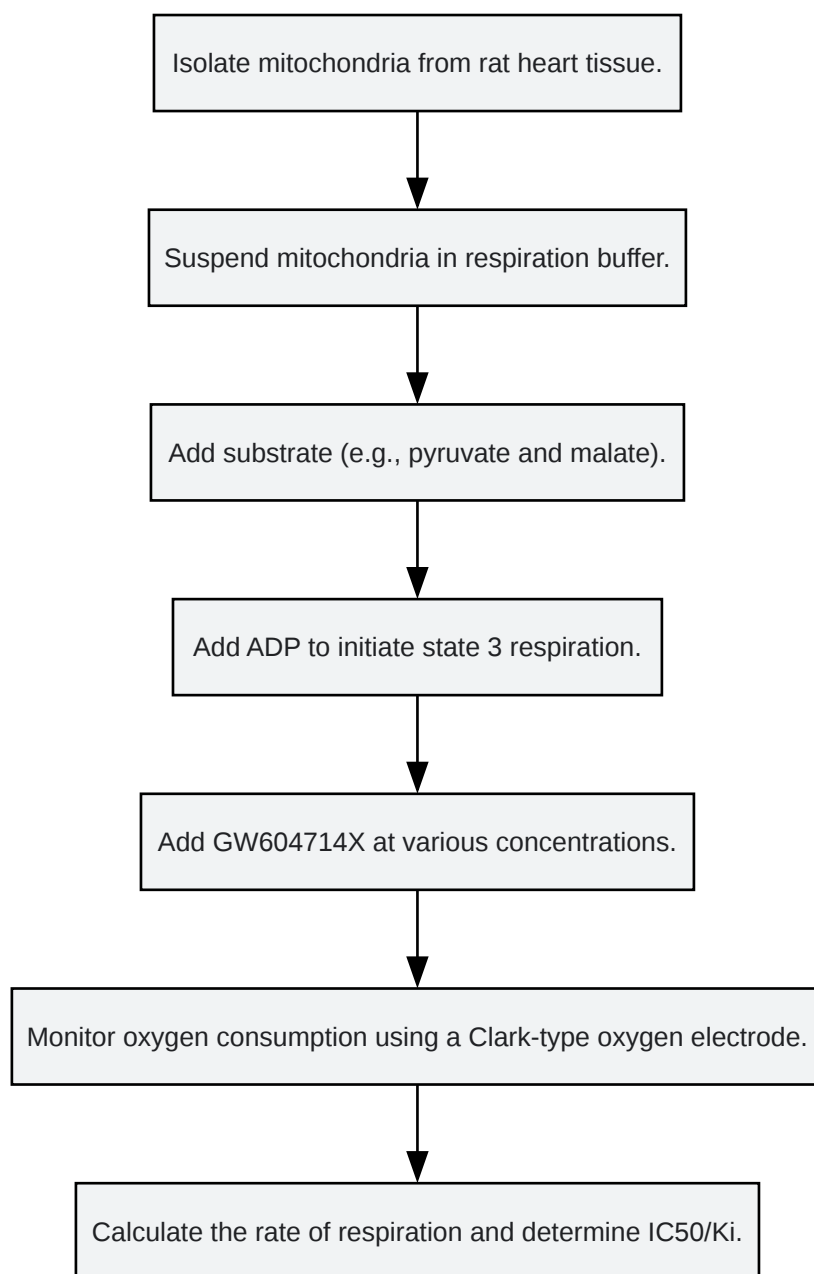 Isolate mitochondria from rat heart tissue.
Suspend mitochondria in respiration buffer.
Add substrate (e.g., pyruvate and malate).
Add ADP to initiate state 3 respiration.
Add GW604714X at various concentrations.
Monitor oxygen consumption using a Clark-type oxygen electrode.
Calculate the rate of respiration and determine IC50/Ki.